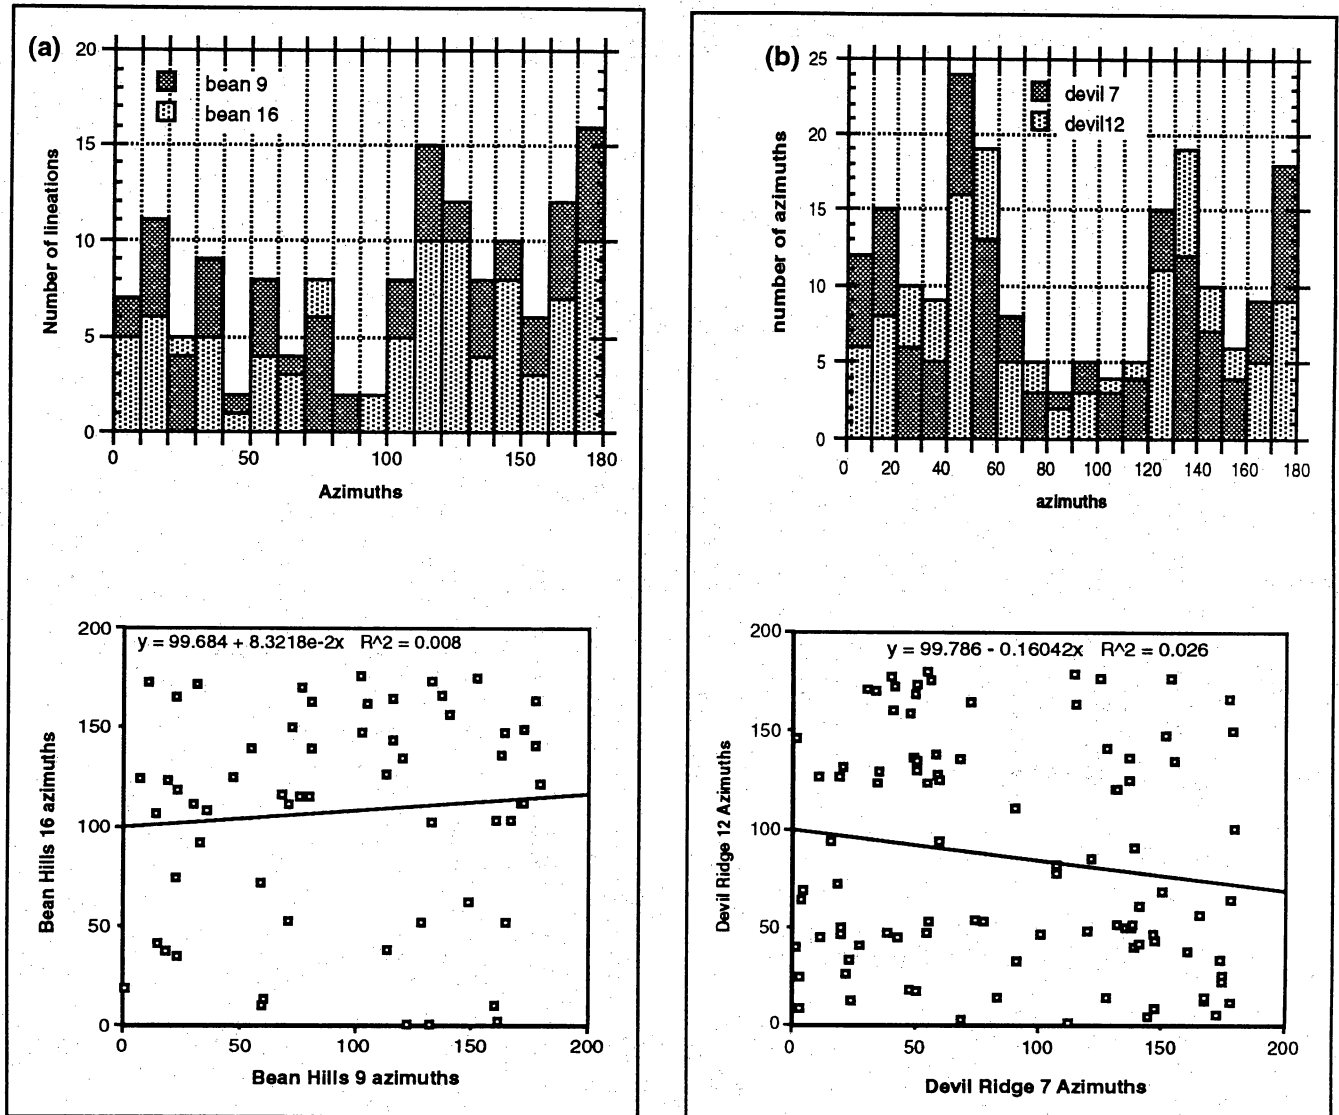 (a)
20
15
10
5
0
Number of lineations
bean 9
bean 16
0 50 100 150 180
Azimuths
200
150
100
50
0
Bean Hills 16 azimuths
y = 99.684 + 8.3218e-2x R^2 = 0.008
0 50 100 150 200
Bean Hills 9 azimuths
(b)
25
20
15
10
5
0
number of azimuths
devil 7
devil12
0 20 40 60 80 100 120 140 160 180
azimuths
200
150
100
50
0
Devil Ridge 12 Azimuths
y = 99.786 - 0.16042x R^2 = 0.026
0 50 100 150 200
Devil Ridge 7 Azimuths